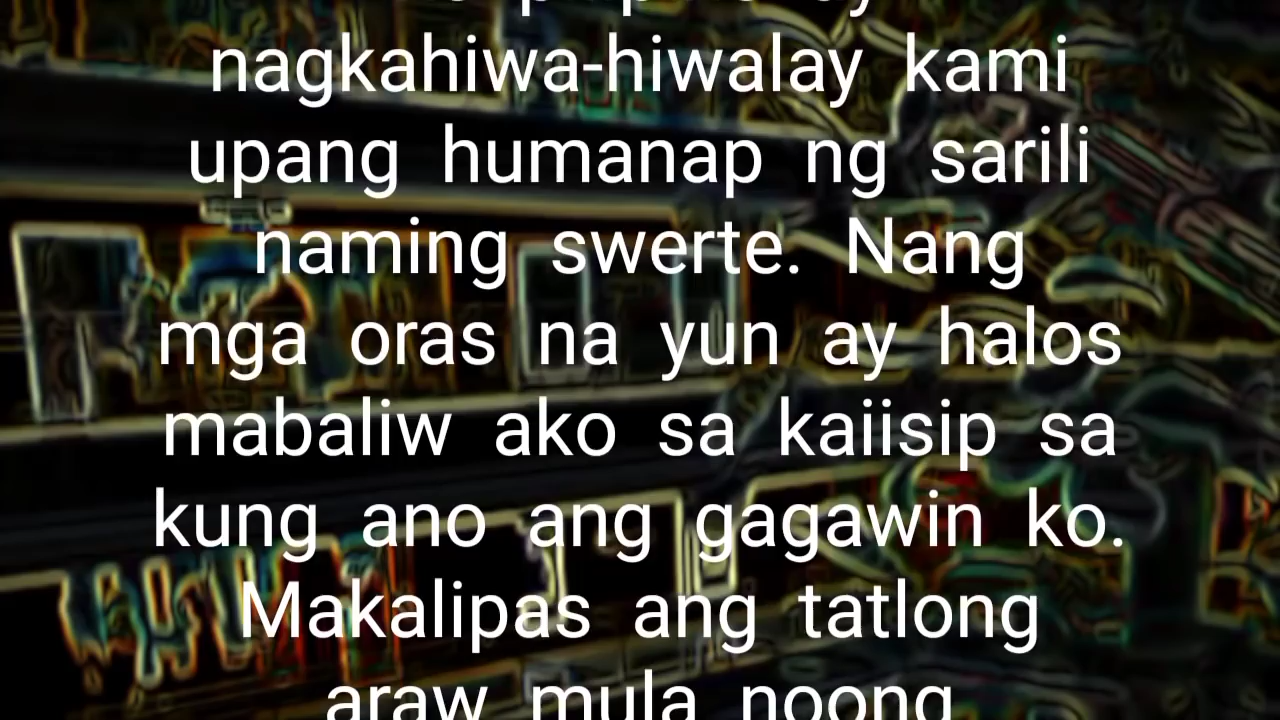 nagkahiwa-hiwalay kami
upang humanap ng sarili
naming swerte. Nang
mga oras na yun ay halos
mabaliw ako sa kaiisip sa
kung ano ang gagawin ko.
Makalipas ang tatlong
araw mula noong